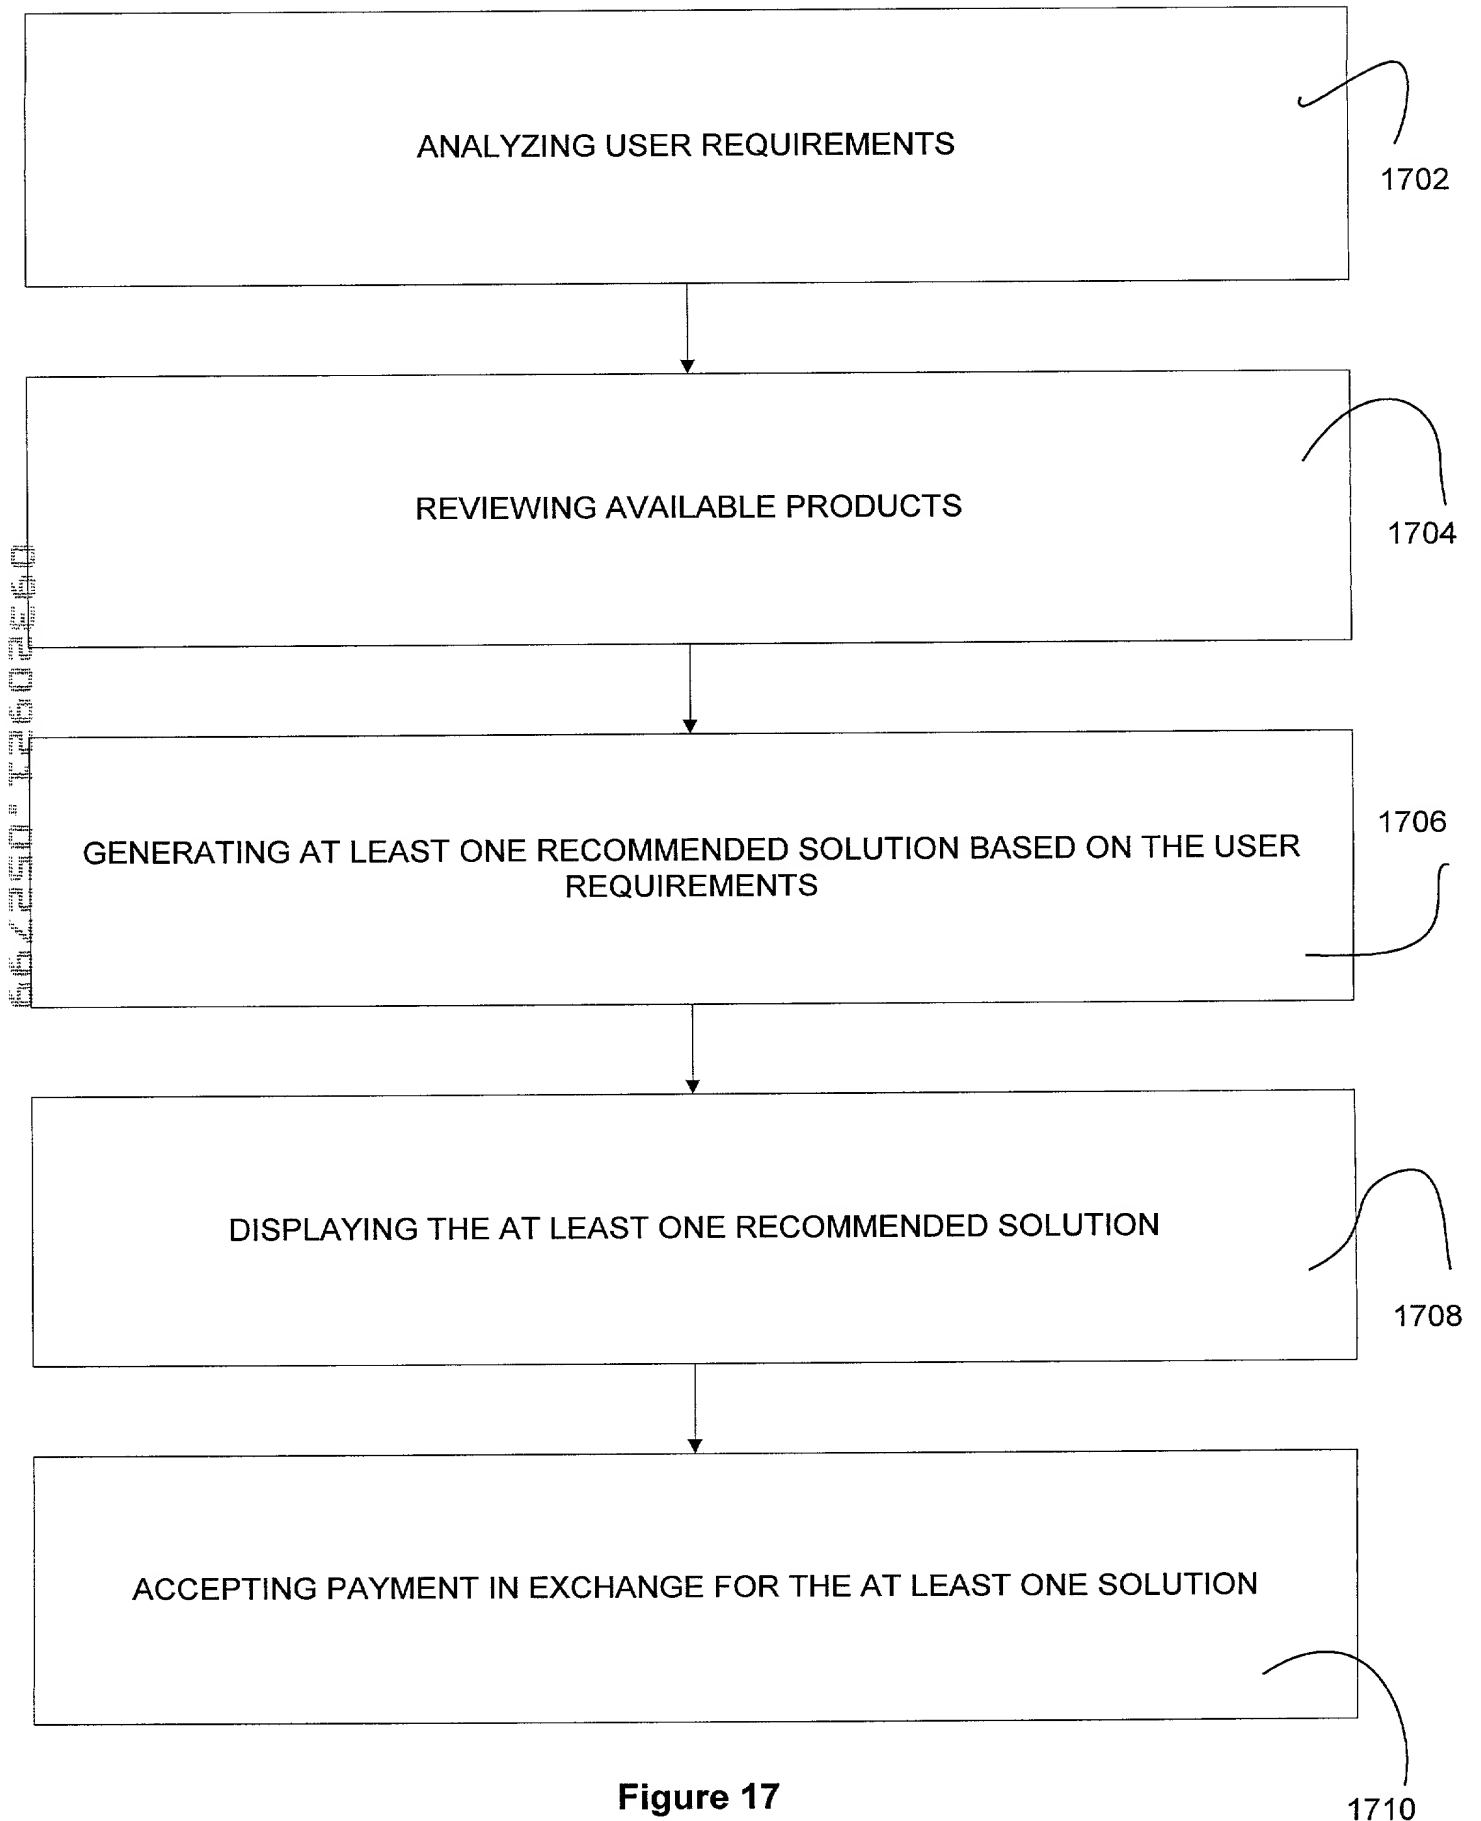 ANALYZING USER REQUIREMENTS
1702
REVIEWING AVAILABLE PRODUCTS
1704
GENERATING AT LEAST ONE RECOMMENDED SOLUTION BASED ON THE USER
REQUIREMENTS
1706
DISPLAYING THE AT LEAST ONE RECOMMENDED SOLUTION
1708
ACCEPTING PAYMENT IN EXCHANGE FOR THE AT LEAST ONE SOLUTION
1710
Figure 17